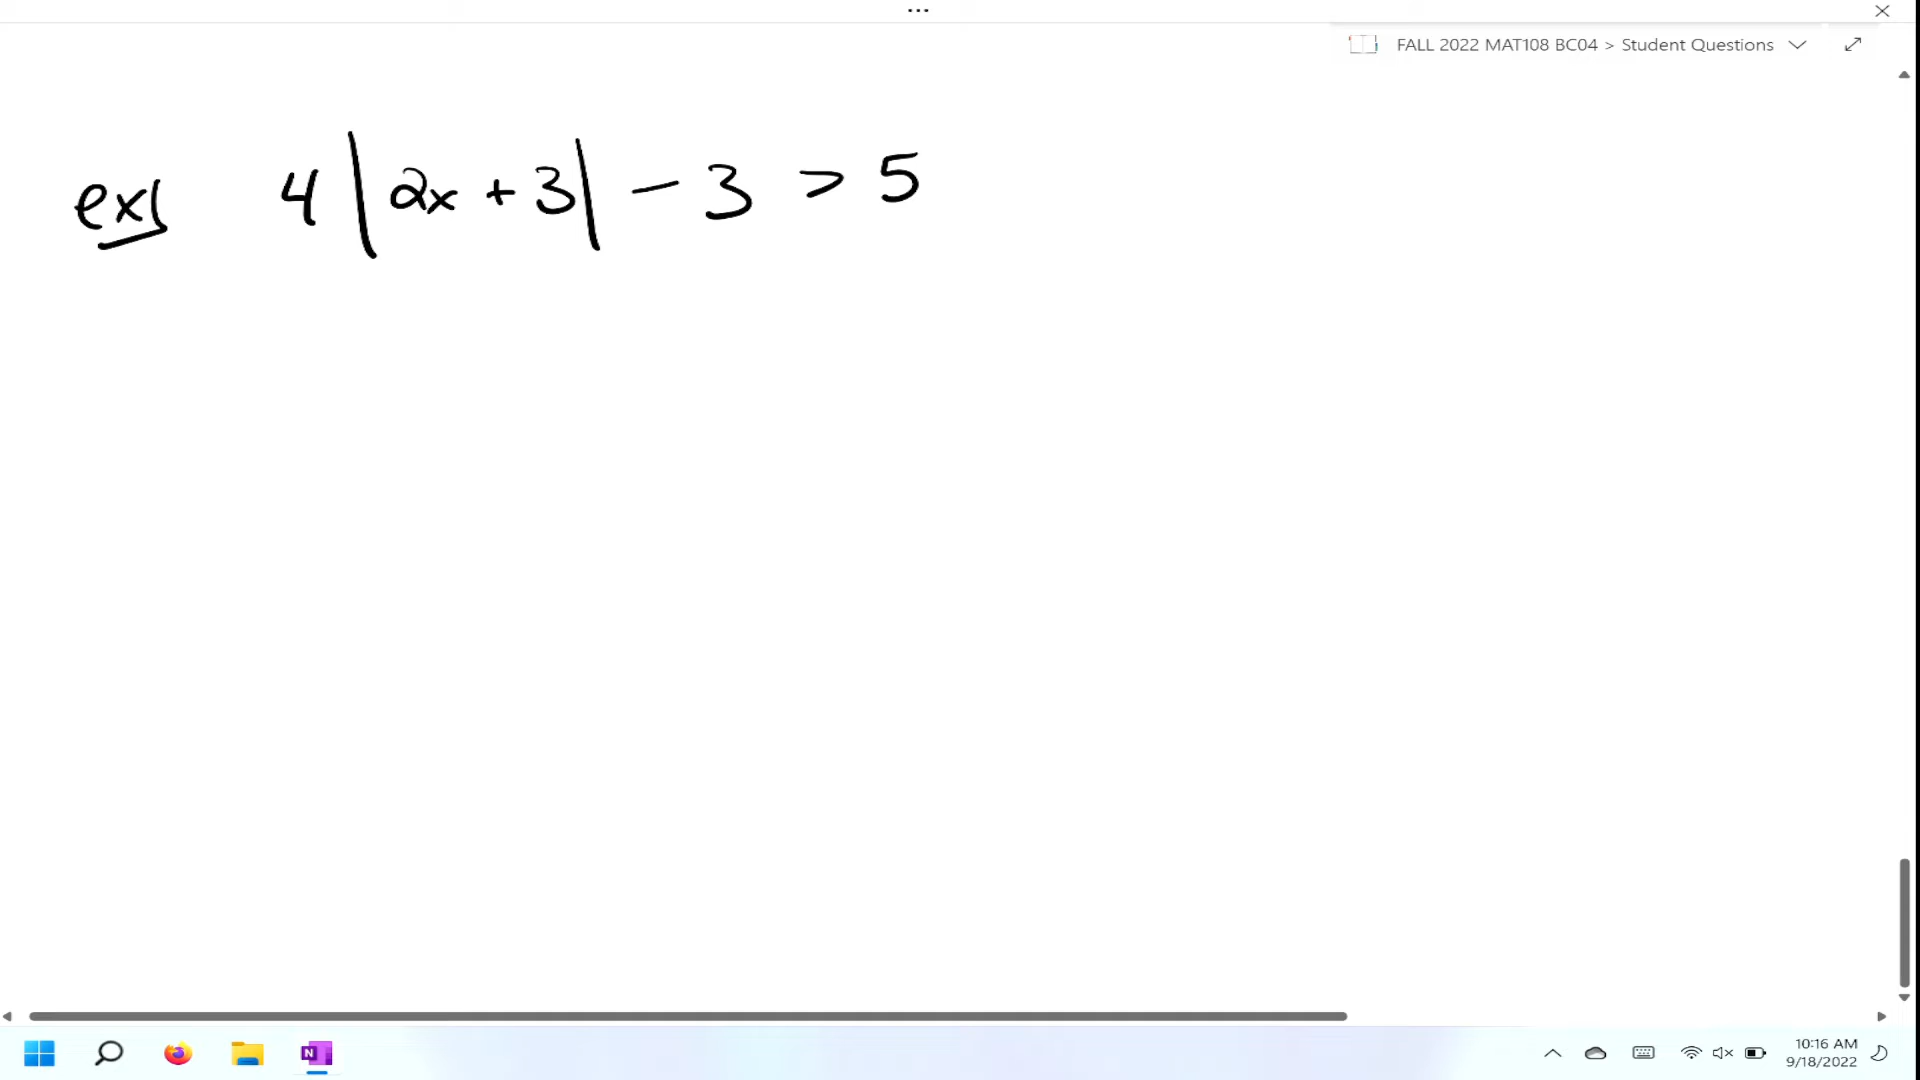 ...
FALL 2022 MAT108 BC04 > Student Questions
ex1 4|2x + 3| - 3 > 5
10:16 AM
9/18/2022